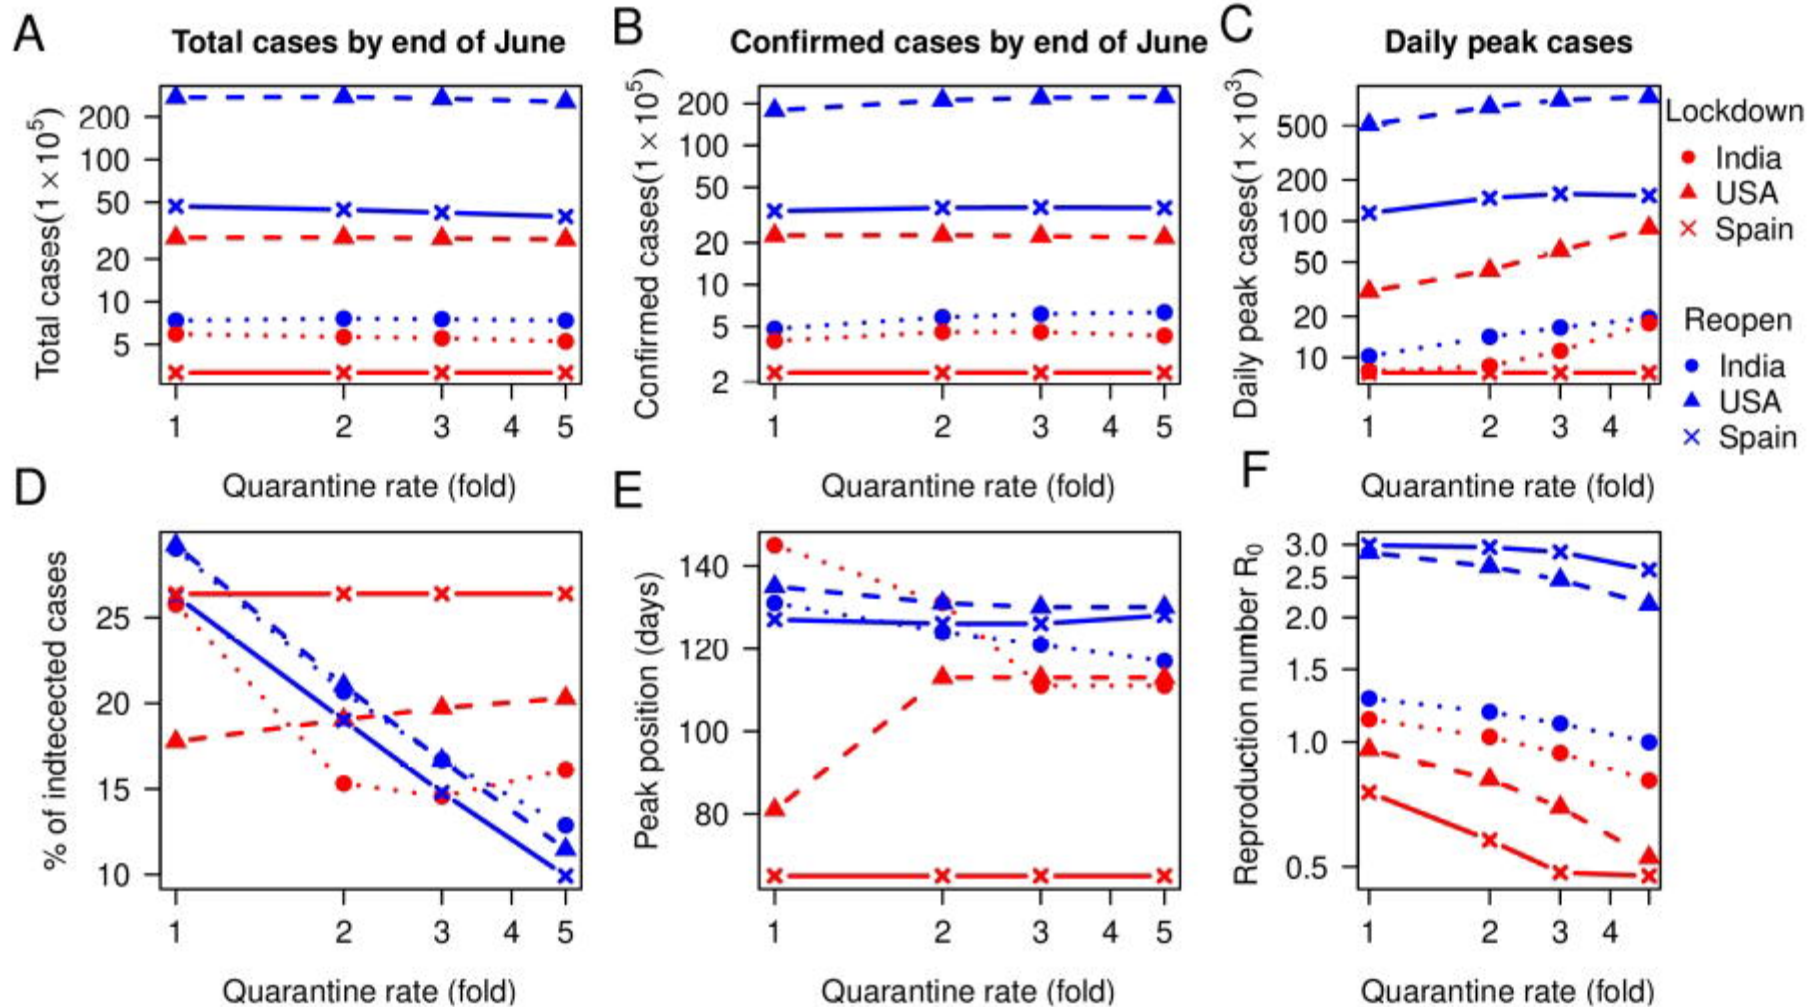 A
Total cases by end of June
Total cases(1 × 10⁵)
200
100
50
20
10
5
1 2 3 4 5
Quarantine rate (fold)
B
Confirmed cases by end of June
Confirmed cases(1 × 10⁵)
200
100
50
20
10
5
2
1 2 3 4 5
Quarantine rate (fold)
C
Daily peak cases
Daily peak cases(1 × 10³)
500
200
100
50
20
10
1 2 3 4
Quarantine rate (fold)
Lockdown
India
USA
Spain
Reopen
India
USA
Spain
D
% of indtecected cases
25
20
15
10
1 2 3 4 5
Quarantine rate (fold)
E
Peak position (days)
140
120
100
80
1 2 3 4 5
Quarantine rate (fold)
F
Reproduction number R₀
3.0
2.5
2.0
1.5
1.0
0.5
1 2 3 4
Quarantine rate (fold)